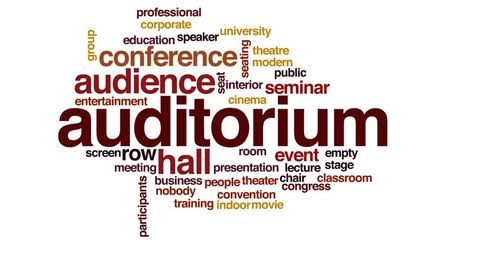 professional
corporate
group
education speaker university
conference seating theatre
modern
audience seat interior public
seminar
entertainment cinema
auditorium
screen row hall room event empty
meeting presentation lecture stage
participants business people theater chair classroom
nobody convention congress
training indoor movie